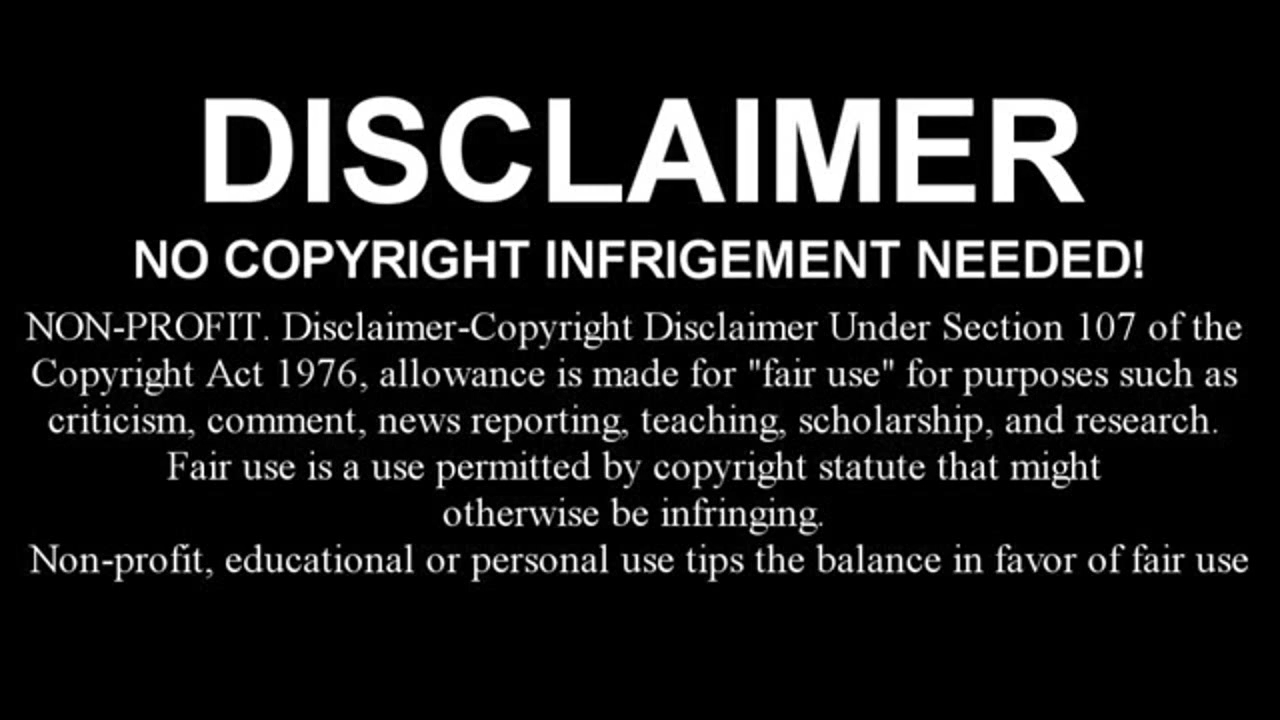 DISCLAIMER
NO COPYRIGHT INFRIGEMENT NEEDED!
NON-PROFIT. Disclaimer-Copyright Disclaimer Under Section 107 of the
Copyright Act 1976, allowance is made for "fair use" for purposes such as
criticism, comment, news reporting, teaching, scholarship, and research.
Fair use is a use permitted by copyright statute that might
otherwise be infringing.
Non-profit, educational or personal use tips the balance in favor of fair use